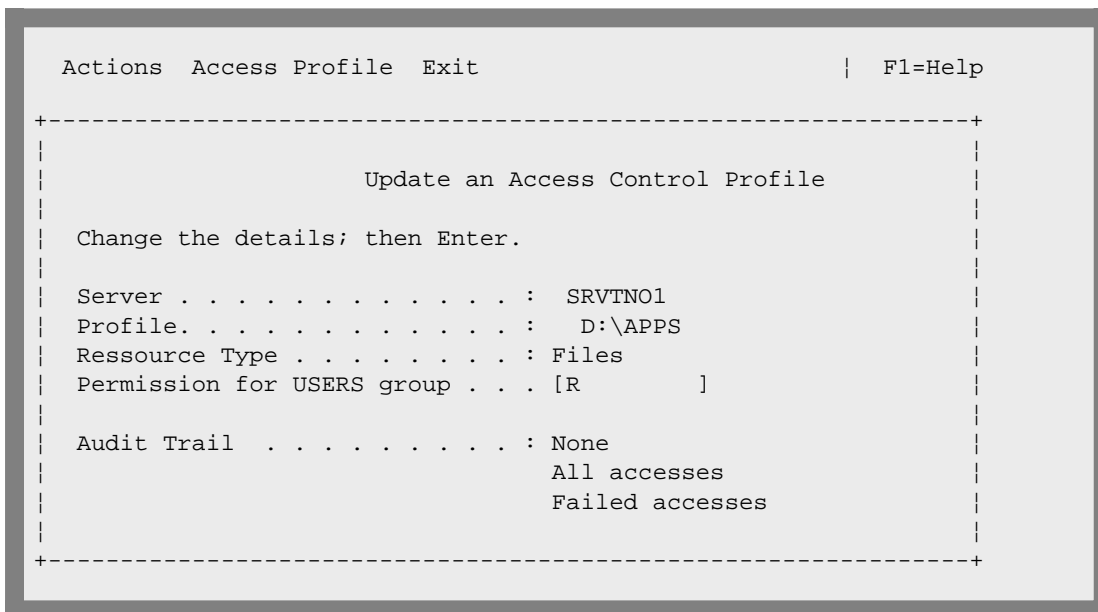 Actions  Access Profile  Exit                         ¦  F1=Help
+----------------------------------------------------------------+
¦                                                                ¦
¦                      Update an Access Control Profile          ¦
¦                                                                ¦
¦  Change the details; then Enter.                               ¦
¦                                                                ¦
¦  Server . . . . . . . . . . . . :  SRVTNO1                     ¦
¦  Profile. . . . . . . . . . . . :   D:\APPS                    ¦
¦  Ressource Type . . . . . . . . : Files                        ¦
¦  Permission for USERS group . . . [R        ]                  ¦
¦                                                                ¦
¦  Audit Trail  . . . . . . . . . : None                         ¦
¦                                   All accesses                 ¦
¦                                   Failed accesses              ¦
¦                                                                ¦
+----------------------------------------------------------------+